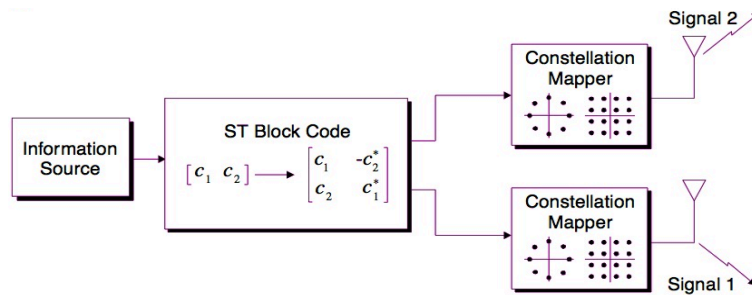 Signal 2
Constellation
Mapper
ST Block Code
Information
Source
[c₁ c₂] → [c₁ -c₂*
c₂ c₁*]
Constellation
Mapper
Signal 1